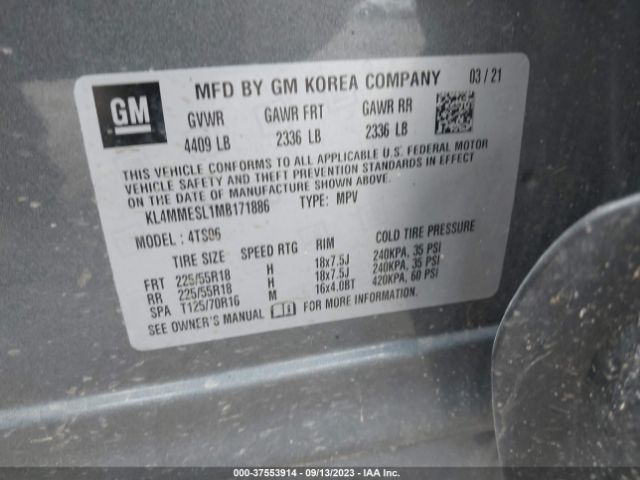 GM MFD BY GM KOREA COMPANY 03/21
GVWR GAWR FRT GAWR RR
4409 LB 2336 LB 2336 LB
THIS VEHICLE CONFORMS TO ALL APPLICABLE U.S. FEDERAL MOTOR
VEHICLE SAFETY AND THEFT PREVENTION STANDARDS IN EFFECT
ON THE DATE OF MANUFACTURE SHOWN ABOVE.
KL4MMESL1MB171886 TYPE: MPV
MODEL: 4TS06
TIRE SIZE SPEED RTG RIM COLD TIRE PRESSURE
FRT 225/55R18 H 18x7.5J 240KPA, 35 PSI
RR 225/55R18 H 18x7.5J 240KPA, 35 PSI
SPA T125/70R16 M 16x4.0BT 420KPA, 60 PSI
SEE OWNER'S MANUAL FOR MORE INFORMATION.
000-37553914 - 09/13/2023 - IAA Inc.